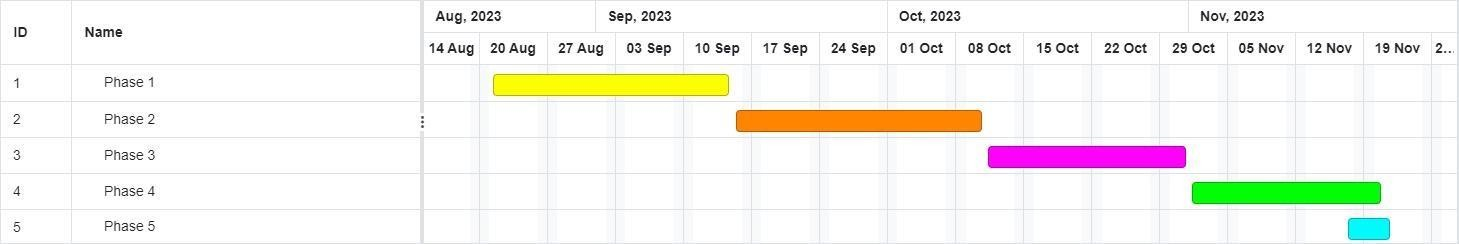 ID Name Aug, 2023 Sep, 2023 Oct, 2023 Nov, 2023
14 Aug 20 Aug 27 Aug 03 Sep 10 Sep 17 Sep 24 Sep 01 Oct 08 Oct 15 Oct 22 Oct 29 Oct 05 Nov 12 Nov 19 Nov 2...
1 Phase 1
2 Phase 2
3 Phase 3
4 Phase 4
5 Phase 5